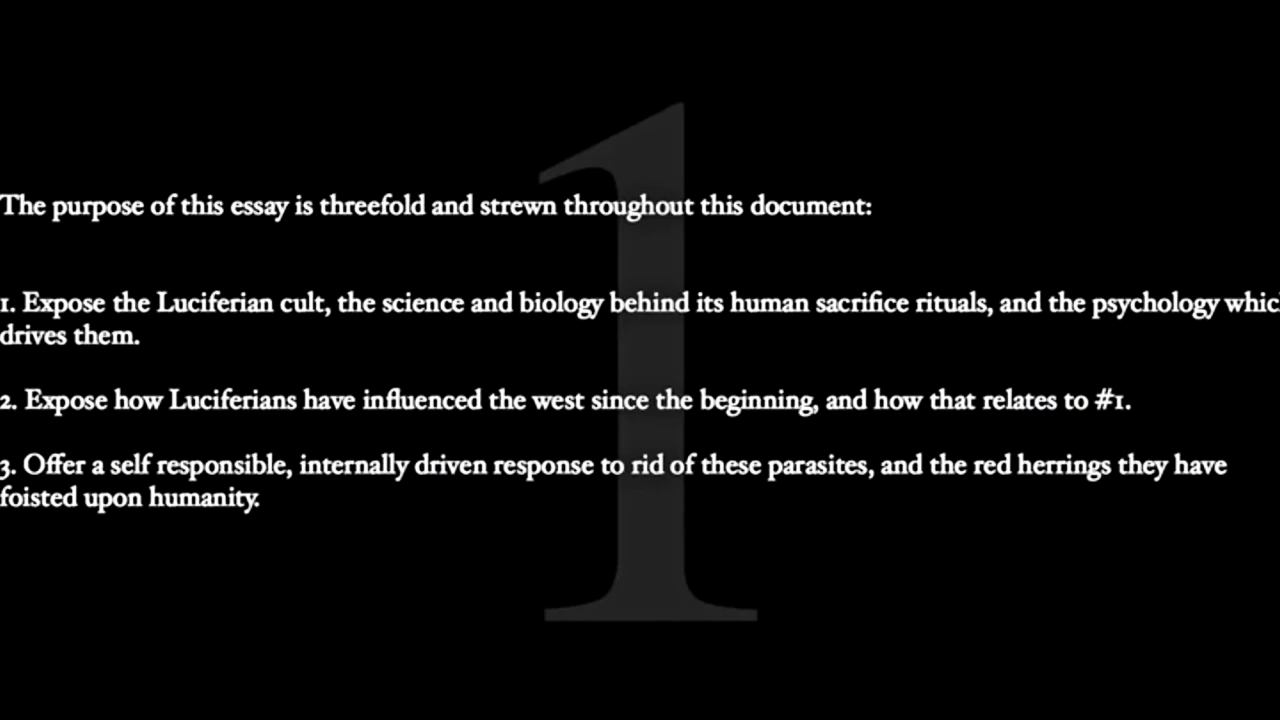 1
The purpose of this essay is threefold and strewn throughout this document:
1. Expose the Luciferian cult, the science and biology behind its human sacrifice rituals, and the psychology whic
drives them.
2. Expose how Luciferians have influenced the west since the beginning, and how that relates to #1.
3. Offer a self responsible, internally driven response to rid of these parasites, and the red herrings they have
foisted upon humanity.